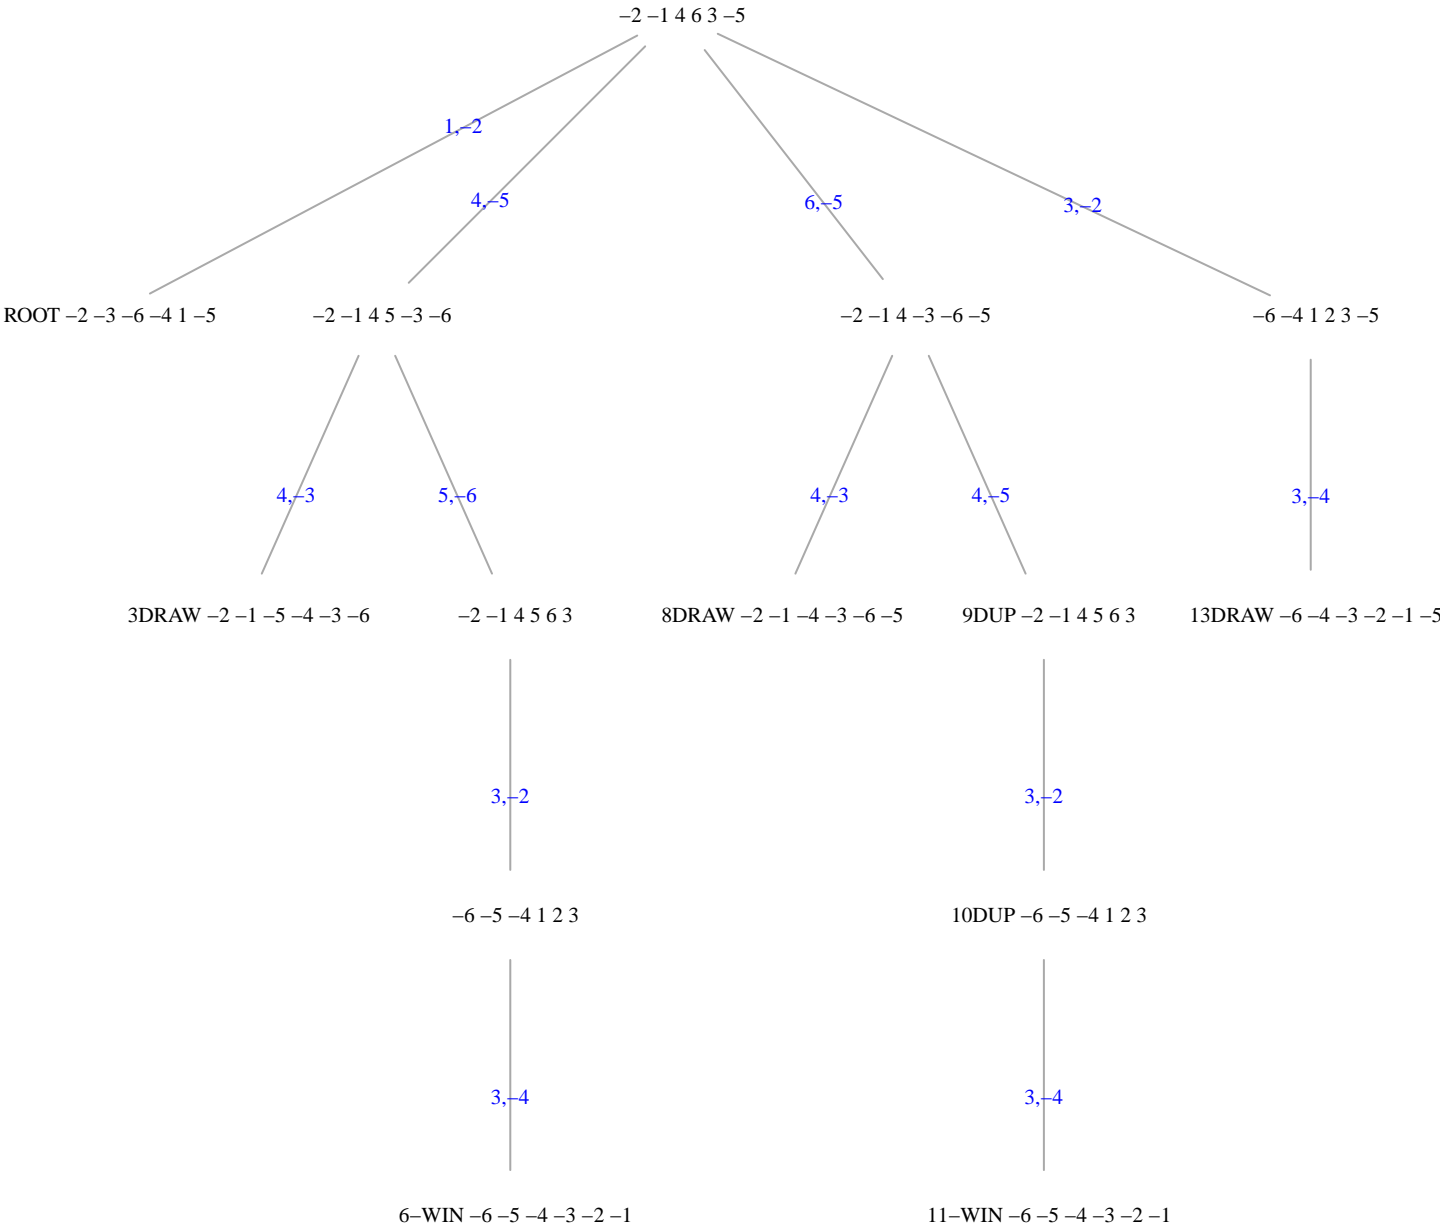 –2 –1 4 6 3 –5
1,–2
4,–5
6,–5
3,–2
ROOT –2 –3 –6 –4 1 –5
–2 –1 4 5 –3 –6
–2 –1 4 –3 –6 –5
–6 –4 1 2 3 –5
4,–3
5,–6
4,–3
4,–5
3,–4
3DRAW –2 –1 –5 –4 –3 –6
–2 –1 4 5 6 3
8DRAW –2 –1 –4 –3 –6 –5
9DUP –2 –1 4 5 6 3
13DRAW –6 –4 –3 –2 –1 –5
3,–2
3,–2
–6 –5 –4 1 2 3
10DUP –6 –5 –4 1 2 3
3,–4
3,–4
6–WIN –6 –5 –4 –3 –2 –1
11–WIN –6 –5 –4 –3 –2 –1